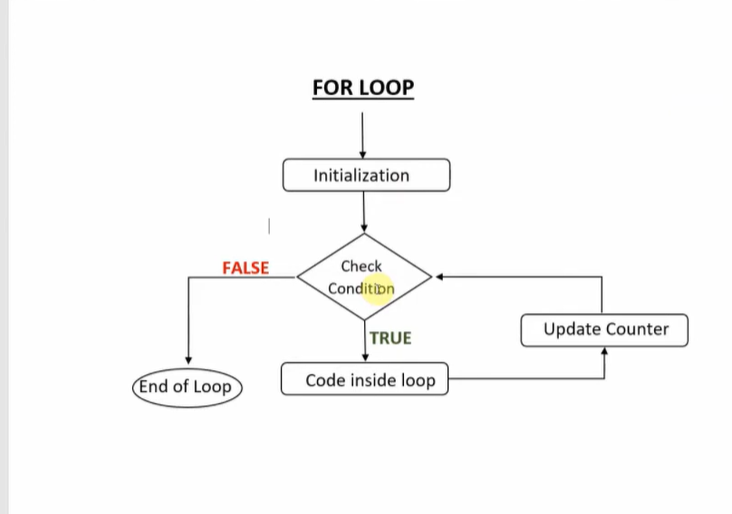 FOR LOOP
Initialization
Check
Condition
FALSE
TRUE
Update Counter
Code inside loop
End of Loop